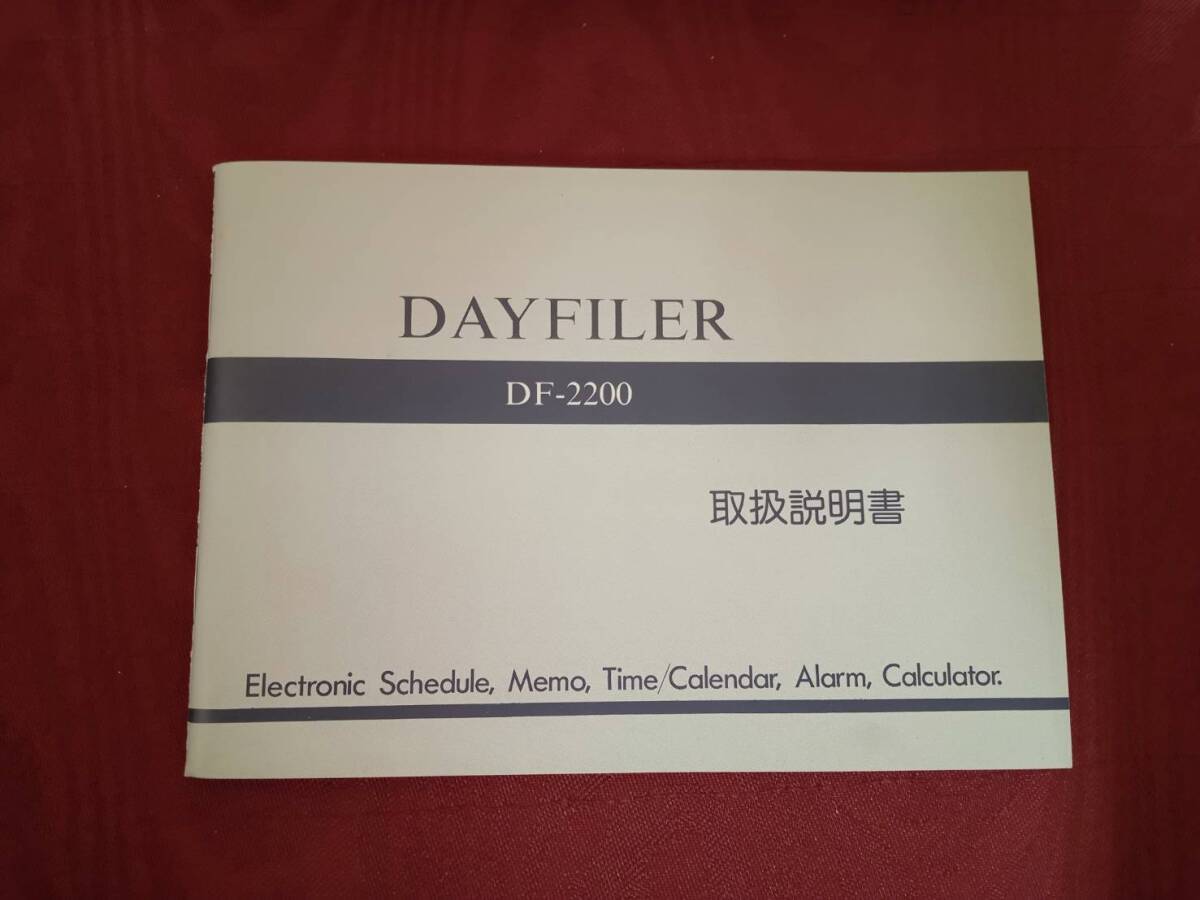 DAYFILER
DF-2200
取扱説明書
Electronic Schedule, Memo, Time/Calendar, Alarm, Calculator.